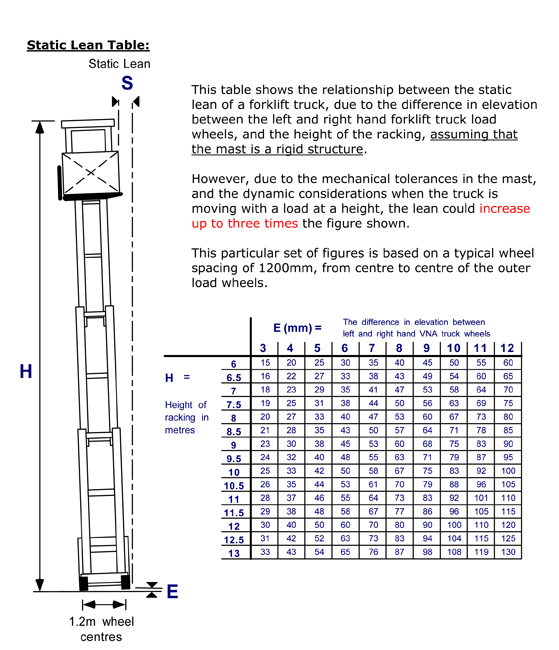 Static Lean Table:
Static Lean
S
This table shows the relationship between the static
lean of a forklift truck, due to the difference in elevation
between the left and right hand forklift truck load
wheels, and the height of the racking, assuming that
the mast is a rigid structure.
However, due to the mechanical tolerances in the mast,
and the dynamic considerations when the truck is
moving with a load at a height, the lean could increase
up to three times the figure shown.
This particular set of figures is based on a typical wheel
spacing of 1200mm, from centre to centre of the outer
load wheels.
E (mm) = The difference in elevation between
left and right hand VNA truck wheels
3 4 5 6 7 8 9 10 11 12
H
H =
Height of
racking in
metres
6 15 20 25 30 35 40 45 50 55 60
6.5 16 22 27 33 38 43 49 54 60 65
7 18 23 29 35 41 47 53 58 64 70
7.5 19 25 31 38 44 50 56 63 69 75
8 20 27 33 40 47 53 60 67 73 80
8.5 21 28 35 43 50 57 64 71 78 85
9 23 30 38 45 53 60 68 75 83 90
9.5 24 32 40 48 55 63 71 79 87 95
10 25 33 42 50 58 67 75 83 92 100
10.5 26 35 44 53 61 70 79 88 96 105
11 28 37 46 55 64 73 83 92 101 110
11.5 29 38 48 58 67 77 86 96 105 115
12 30 40 50 60 70 80 90 100 110 120
12.5 31 42 52 63 73 83 94 104 115 125
13 33 43 54 65 76 87 98 108 119 130
E
1.2m wheel
centres